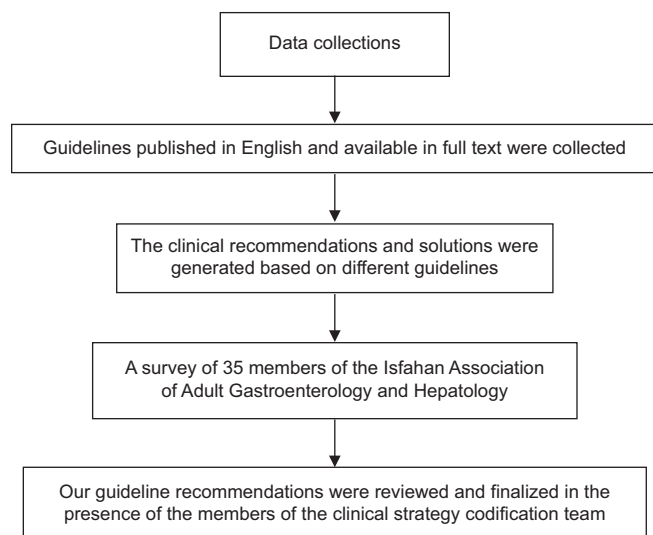 Data collections
Guidelines published in English and available in full text were collected
The clinical recommendations and solutions were
generated based on different guidelines
A survey of 35 members of the Isfahan Association
of Adult Gastroenterology and Hepatology
Our guideline recommendations were reviewed and finalized in the
presence of the members of the clinical strategy codification team